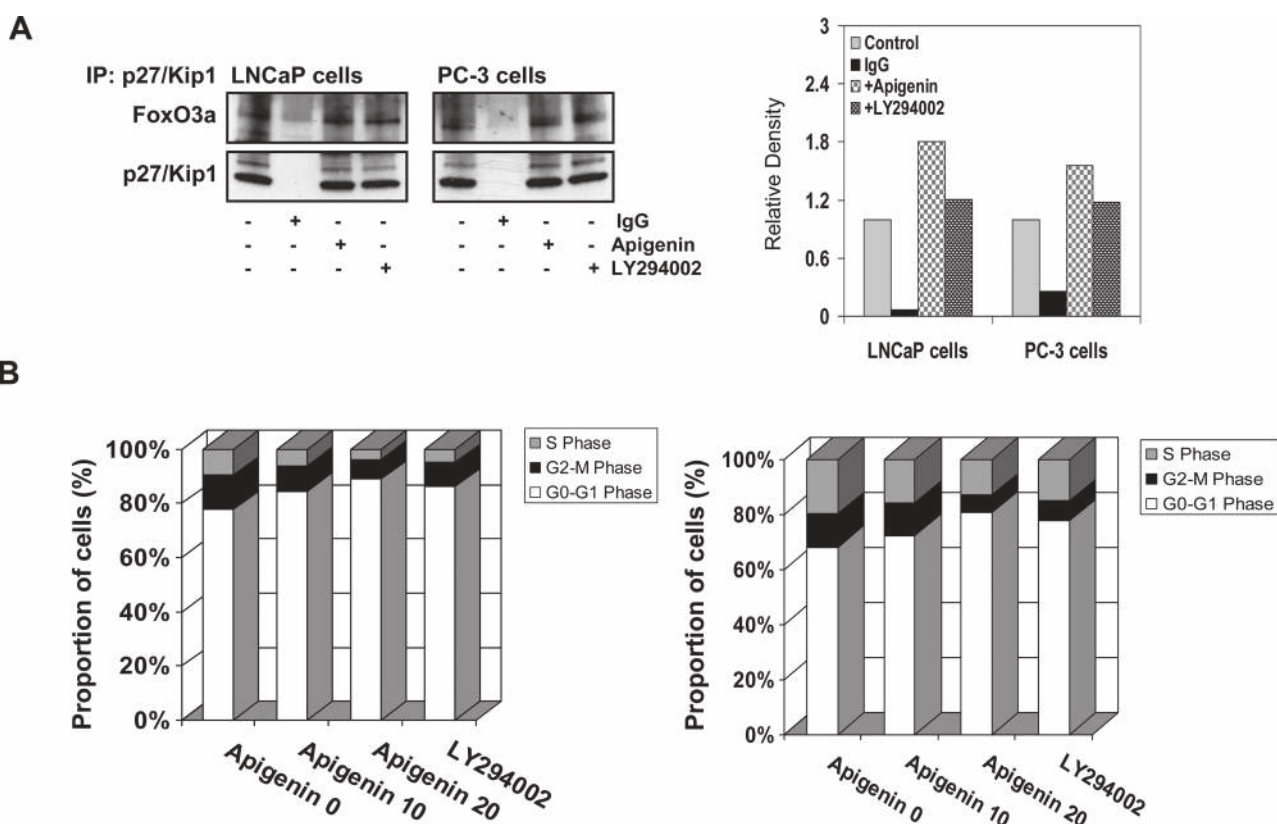 A
IP: p27/Kip1 LNCaP cells PC-3 cells
FoxO3a
p27/Kip1
- + - - - + - - IgG
- - + - - - + - Apigenin
- - - + - - - + LY294002
3
2.4
1.8
1.2
0.6
0
Relative Density
Control
IgG
+Apigenin
+LY294002
LNCaP cells PC-3 cells
B
Proportion of cells (%)
100%
80%
60%
40%
20%
0%
Apigenin 0
Apigenin 10
Apigenin 20
LY294002
S Phase
G2-M Phase
G0-G1 Phase
Proportion of cells (%)
100%
80%
60%
40%
20%
0%
Apigenin 0
Apigenin 10
Apigenin 20
LY294002
S Phase
G2-M Phase
G0-G1 Phase